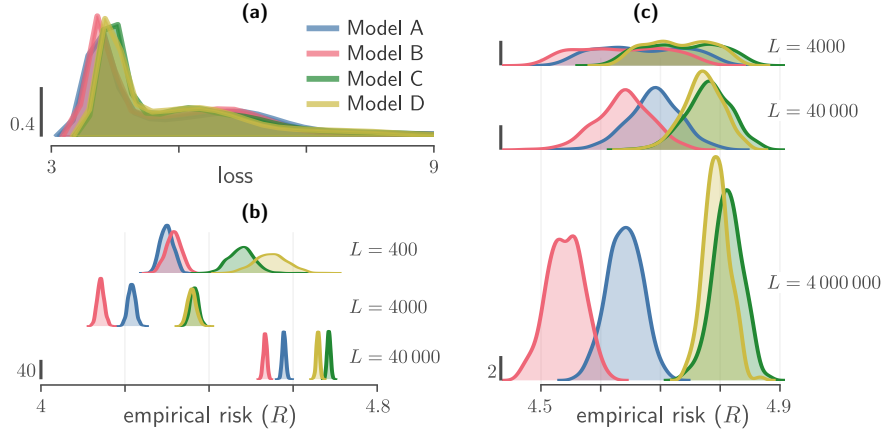 (a)
Model A
Model B
Model C
Model D
0.4
3
9
loss
(b)
L = 400
L = 4000
L = 40 000
40
4
4.8
empirical risk (R)
(c)
L = 4000
L = 40 000
L = 4 000 000
2
4.5
4.9
empirical risk (R)